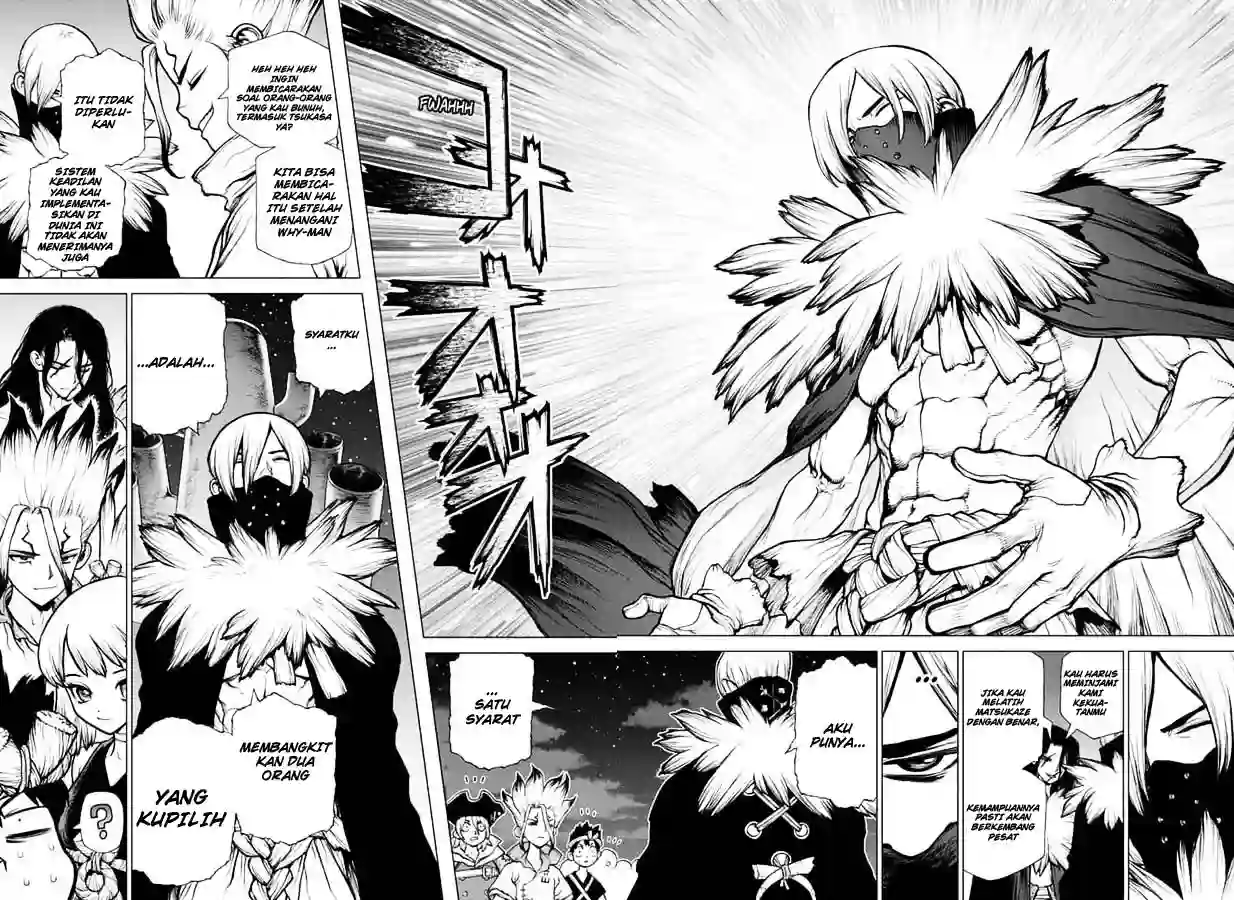 FWAHHH
HEH HEH HEH
INGIN
MEMBICARAKAN
SOAL ORANG-ORANG
YANG KAU BUNUH,
TERMASUK TSUKASA
YA?
KITA BISA
MEMBICA-
RAKAN HAL
ITU SETELAH
MENANGANI
WHY-MAN
ITU TIDAK
DIPERLU-
KAN
SISTEM
KEADILAN
YANG KAU
IMPLEMENTA-
SIKAN DI
DUNIA INI
TIDAK AKAN
MENERIMANYA
JUGA
KAU HARUS
MEMINJAMI
KAMI
KEKUA-
TANMU
JIKA KAU
MELATIH
MATSUKAZE
DENGAN BENAR,
KEMAMPUANNYA
PASTI AKAN
BERKEMBANG
PESAT
...
AKU
PUNYA...
...
SATU
SYARAT
SYARATKU
...
...ADALAH...
MEMBANGKIT
KAN DUA
ORANG
YANG
KUPILIH
?